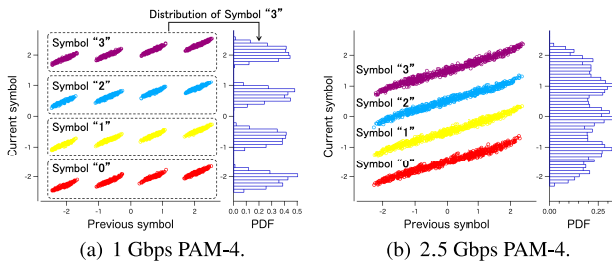 Distribution of Symbol “3”
Symbol “3”
Symbol “2”
Symbol “1”
Symbol “0”
Current symbol
2
1
0
-1
-2
-2 -1 0 1 2
Previous symbol
0.0 0.1 0.2 0.3 0.4 0.5
PDF
(a) 1 Gbps PAM-4.
Symbol “3”
Symbol “2”
Symbol “1”
Symbol “0”
Current symbol
2
1
0
-1
-2
-2 -1 0 1 2
Previous symbol
0.00 0.25
PDF
(b) 2.5 Gbps PAM-4.